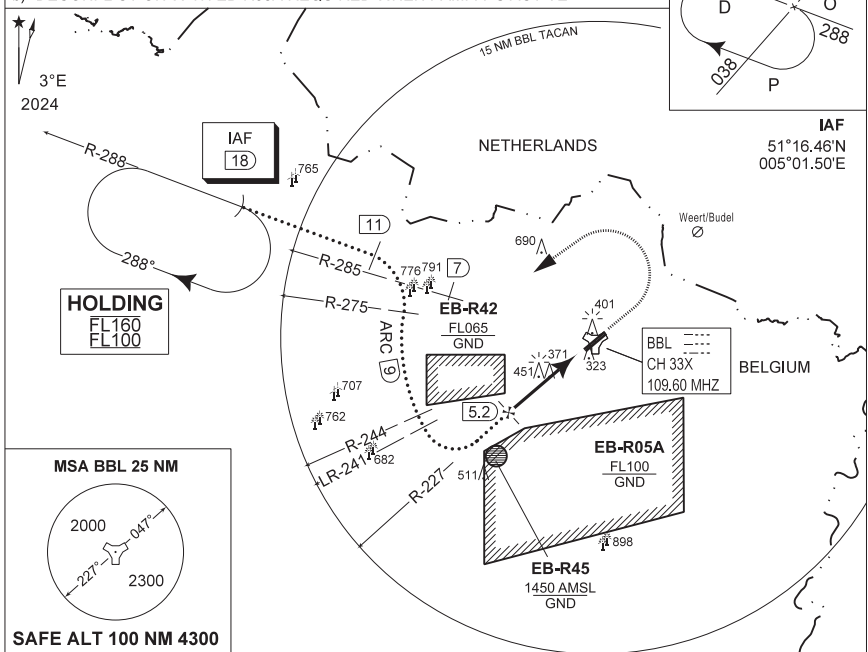 15 NM BBL TACAN
D
O
288
038
P
3°E
2024
IAF
51°16.46'N
005°01.50'E
NETHERLANDS
IAF
18
R-288
765
Weert/Budel
11
690
288°
R-285
776
791
7
HOLDING
FL160
FL100
R-275
EB-R42
FL065
GND
401
ARC 9
BBL
CH 33X
109.60 MHZ
BELGIUM
371
451
323
707
5.2
762
R-244
LR-241
682
EB-R05A
FL100
GND
R-227
511
MSA BBL 25 NM
2000
047°
227°
2300
898
EB-R45
1450 AMSL
GND
SAFE ALT 100 NM 4300